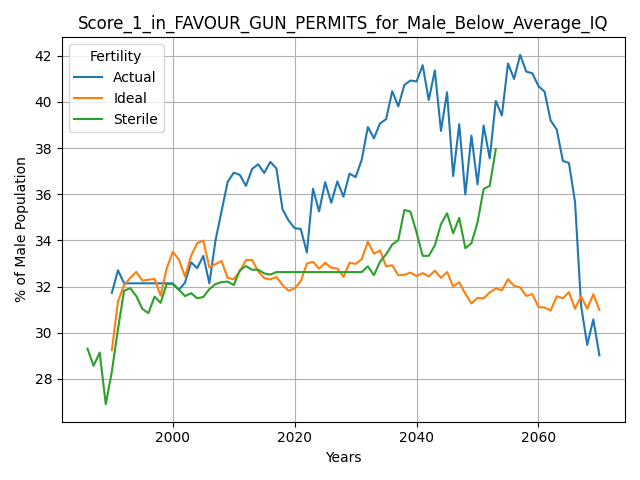 Score_1_in_FAVOUR_GUN_PERMITS_for_Male_Below_Average_IQ
Fertility
Actual
Ideal
Sterile
% of Male Population
42
40
38
36
34
32
30
28
2000
2020
2040
2060
Years